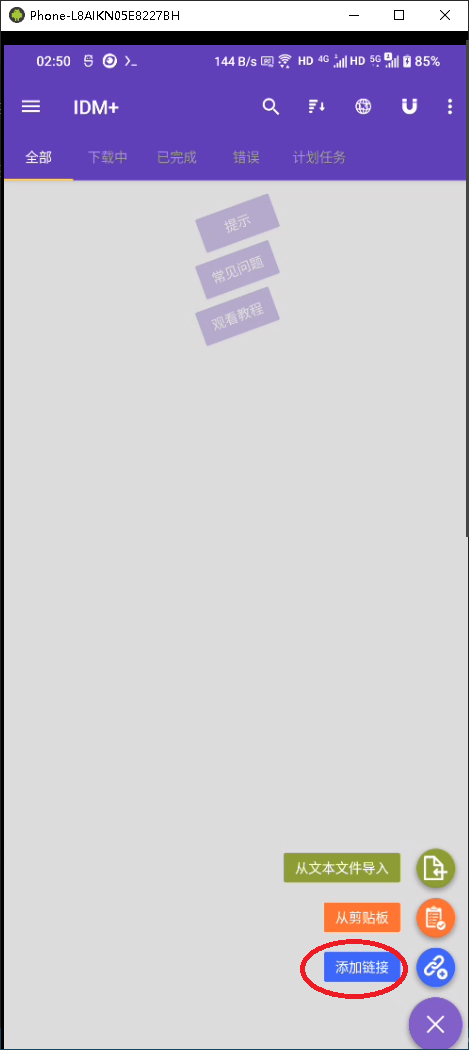 Phone-L8AIKN05E8227BH
02:50 144 B/s HD 4G HD 5G 85%
IDM+
全部 下载中 已完成 错误 计划任务
提示
常见问题
观看教程
从文本文件导入
从剪贴板
添加链接